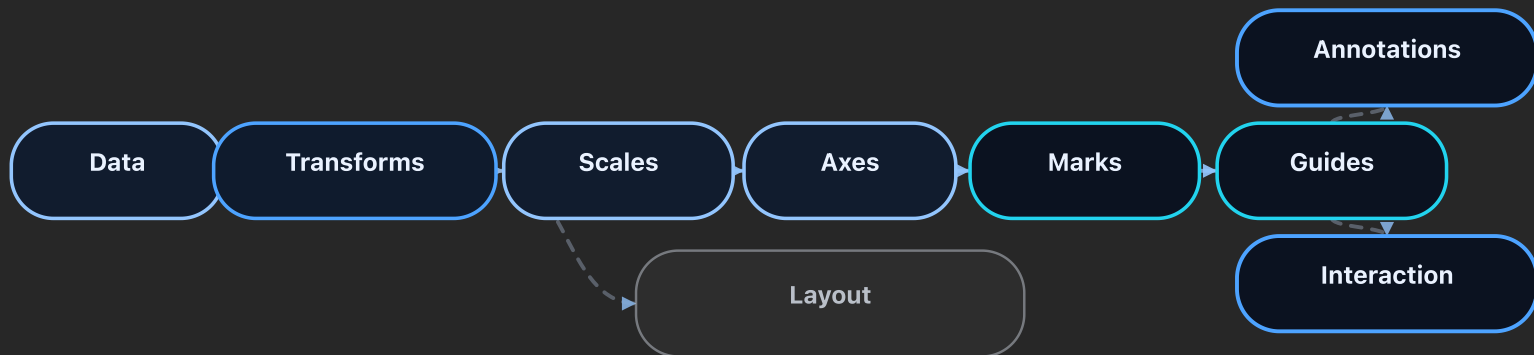 Annotations
Data
Transforms
Scales
Axes
Marks
Guides
Interaction
Layout